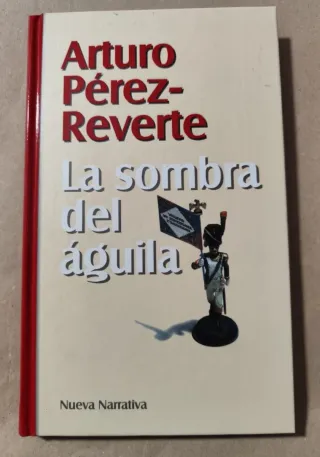 Arturo
Pérez-
Reverte
La sombra
del
águila
Nueva Narrativa